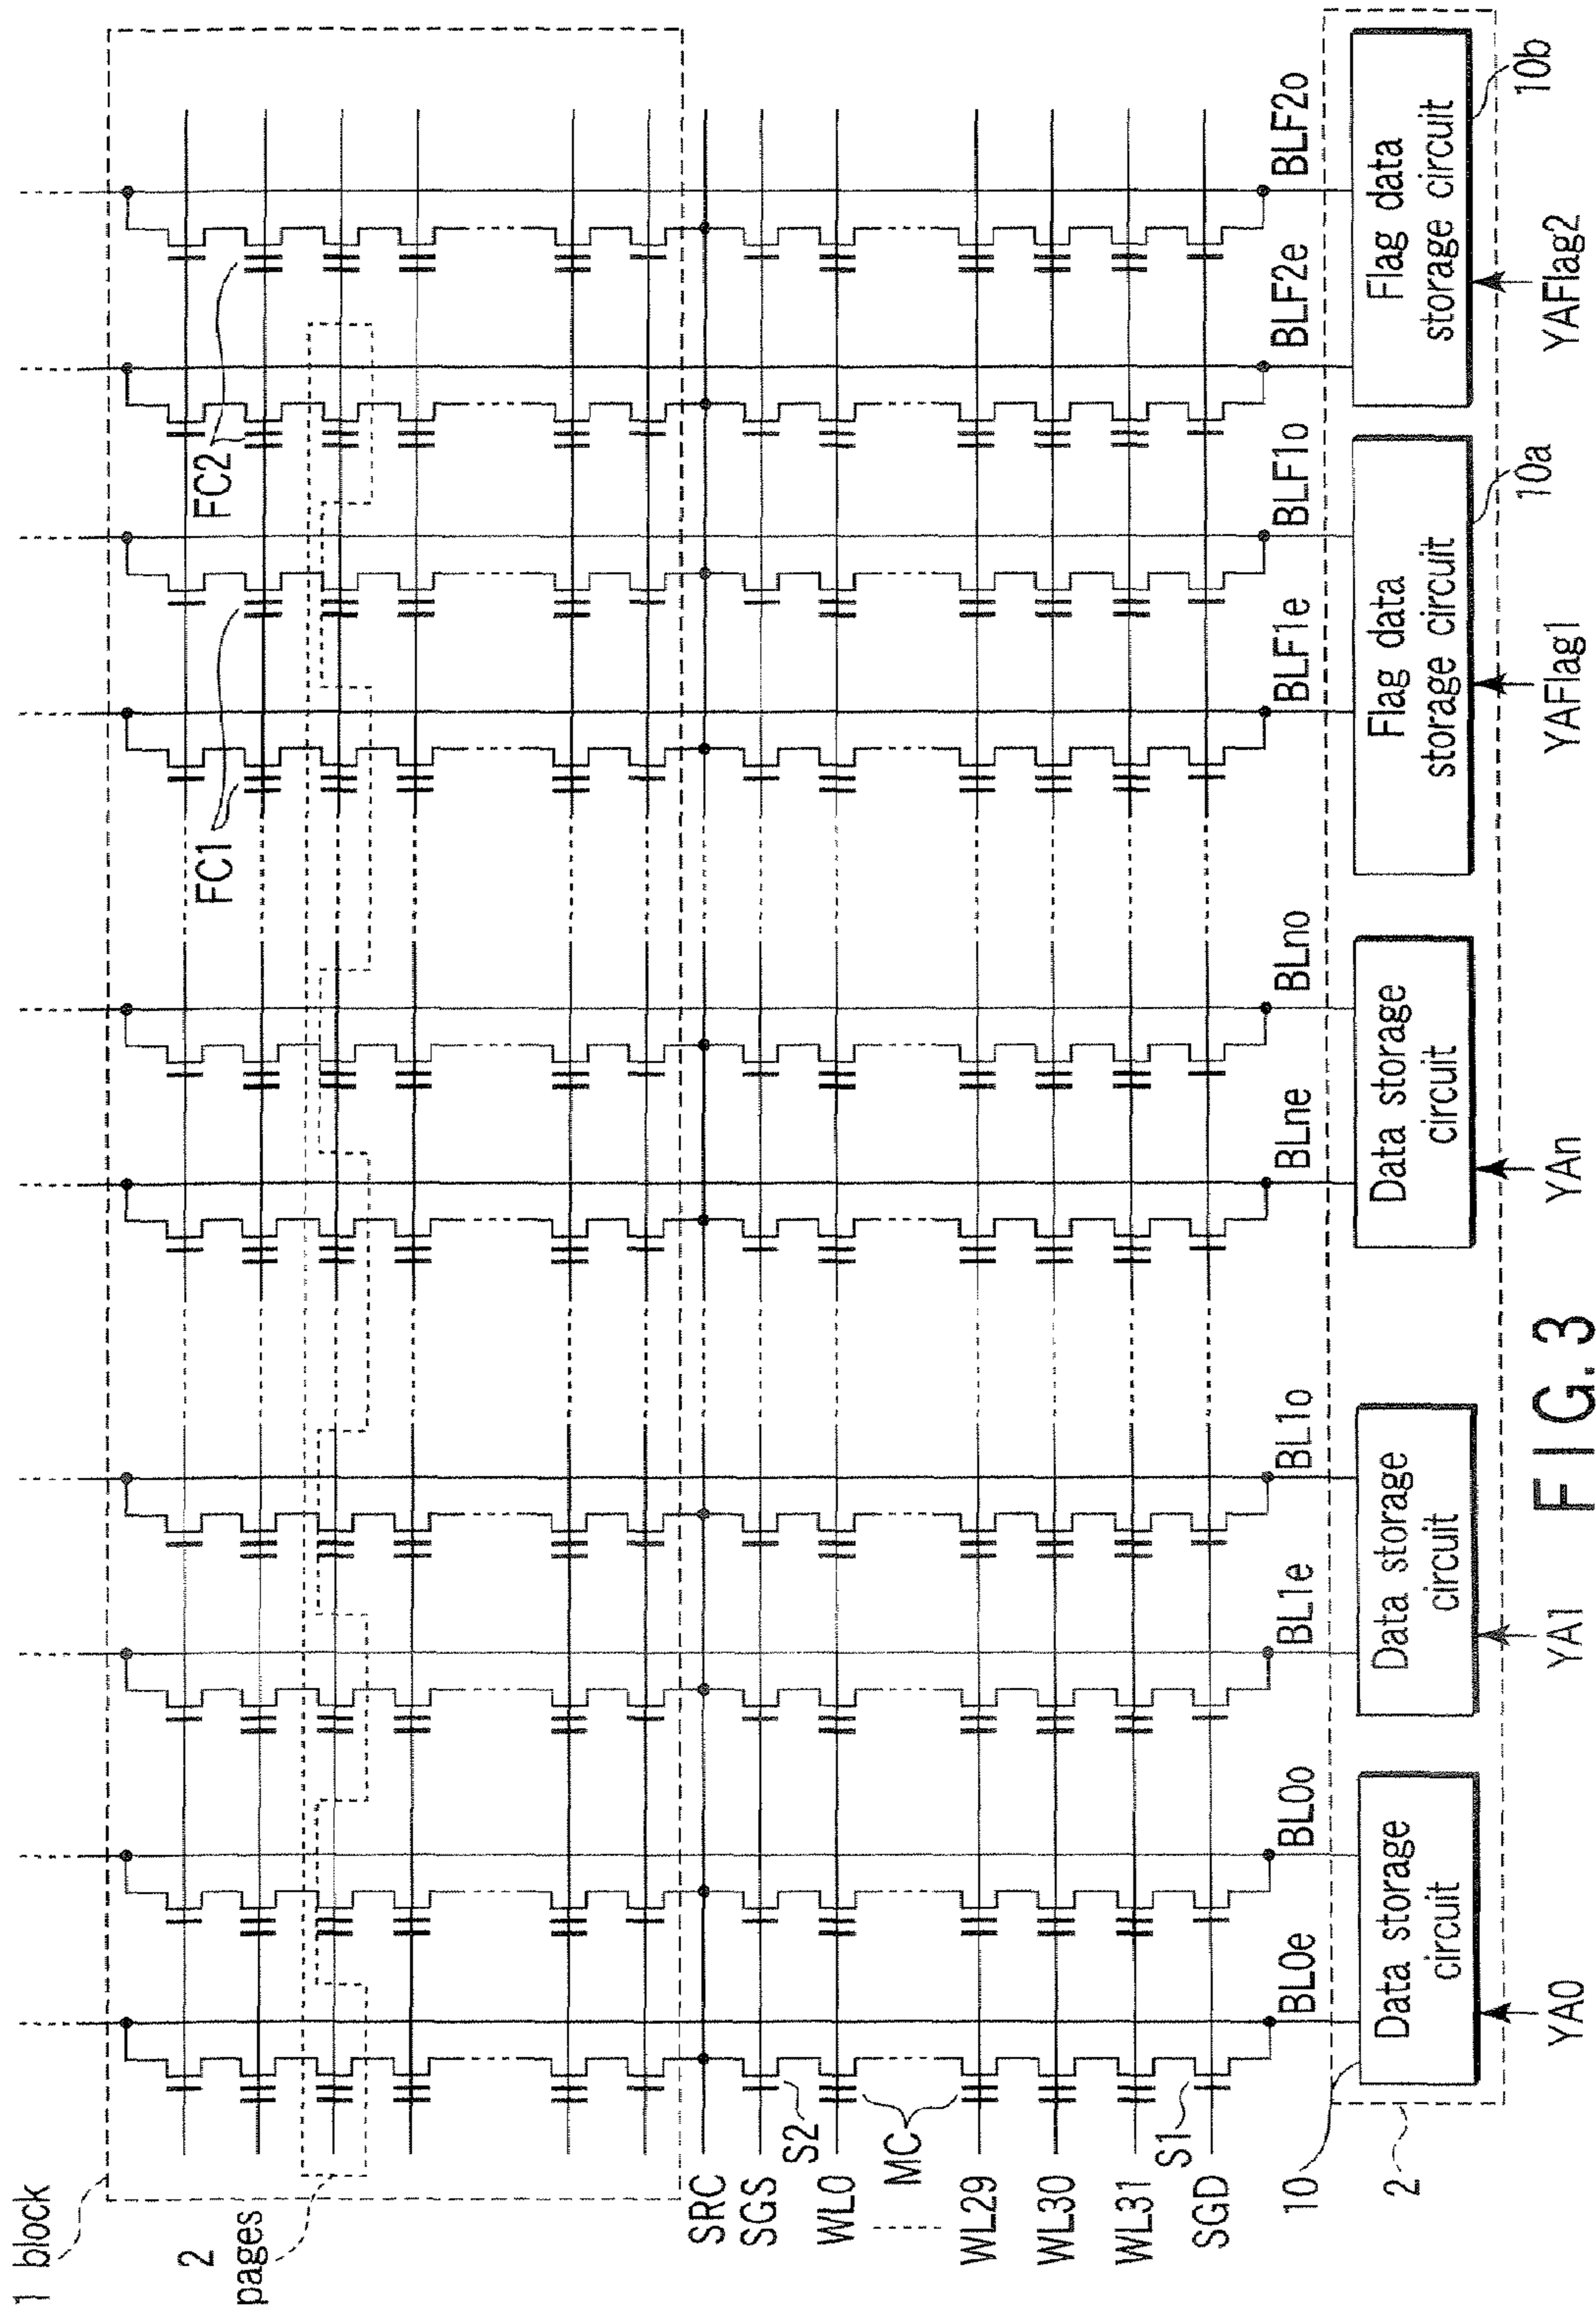 1 block
2
pages
FC1
FC2
SRC
SGS
S2
WL0
MC
WL29
WL30
WL31
S1
SGD
BL0e
BL0o
BL1e
BL1o
BLne
BLno
BLF1e
BLF1o
BLF2e
BLF2o
10
2
Data storage
circuit
Data storage
circuit
Data storage
circuit
Flag data
storage circuit
Flag data
storage circuit
10a
10b
YA0
YA1
YAn
YAFlag1
YAFlag2
FIG. 3